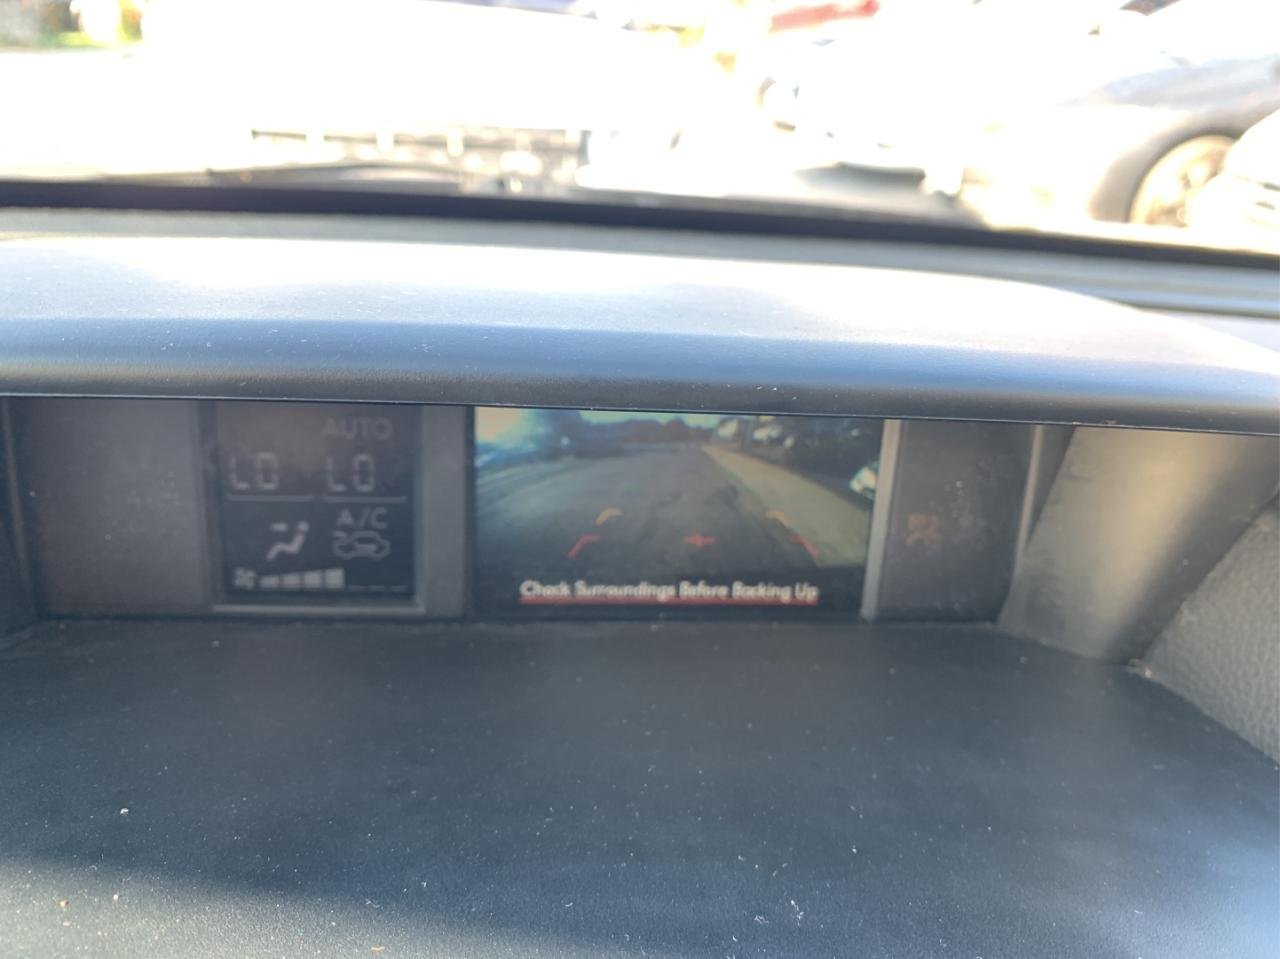 AUTO
LO LO
A/C
Check Surroundings Before Backing Up